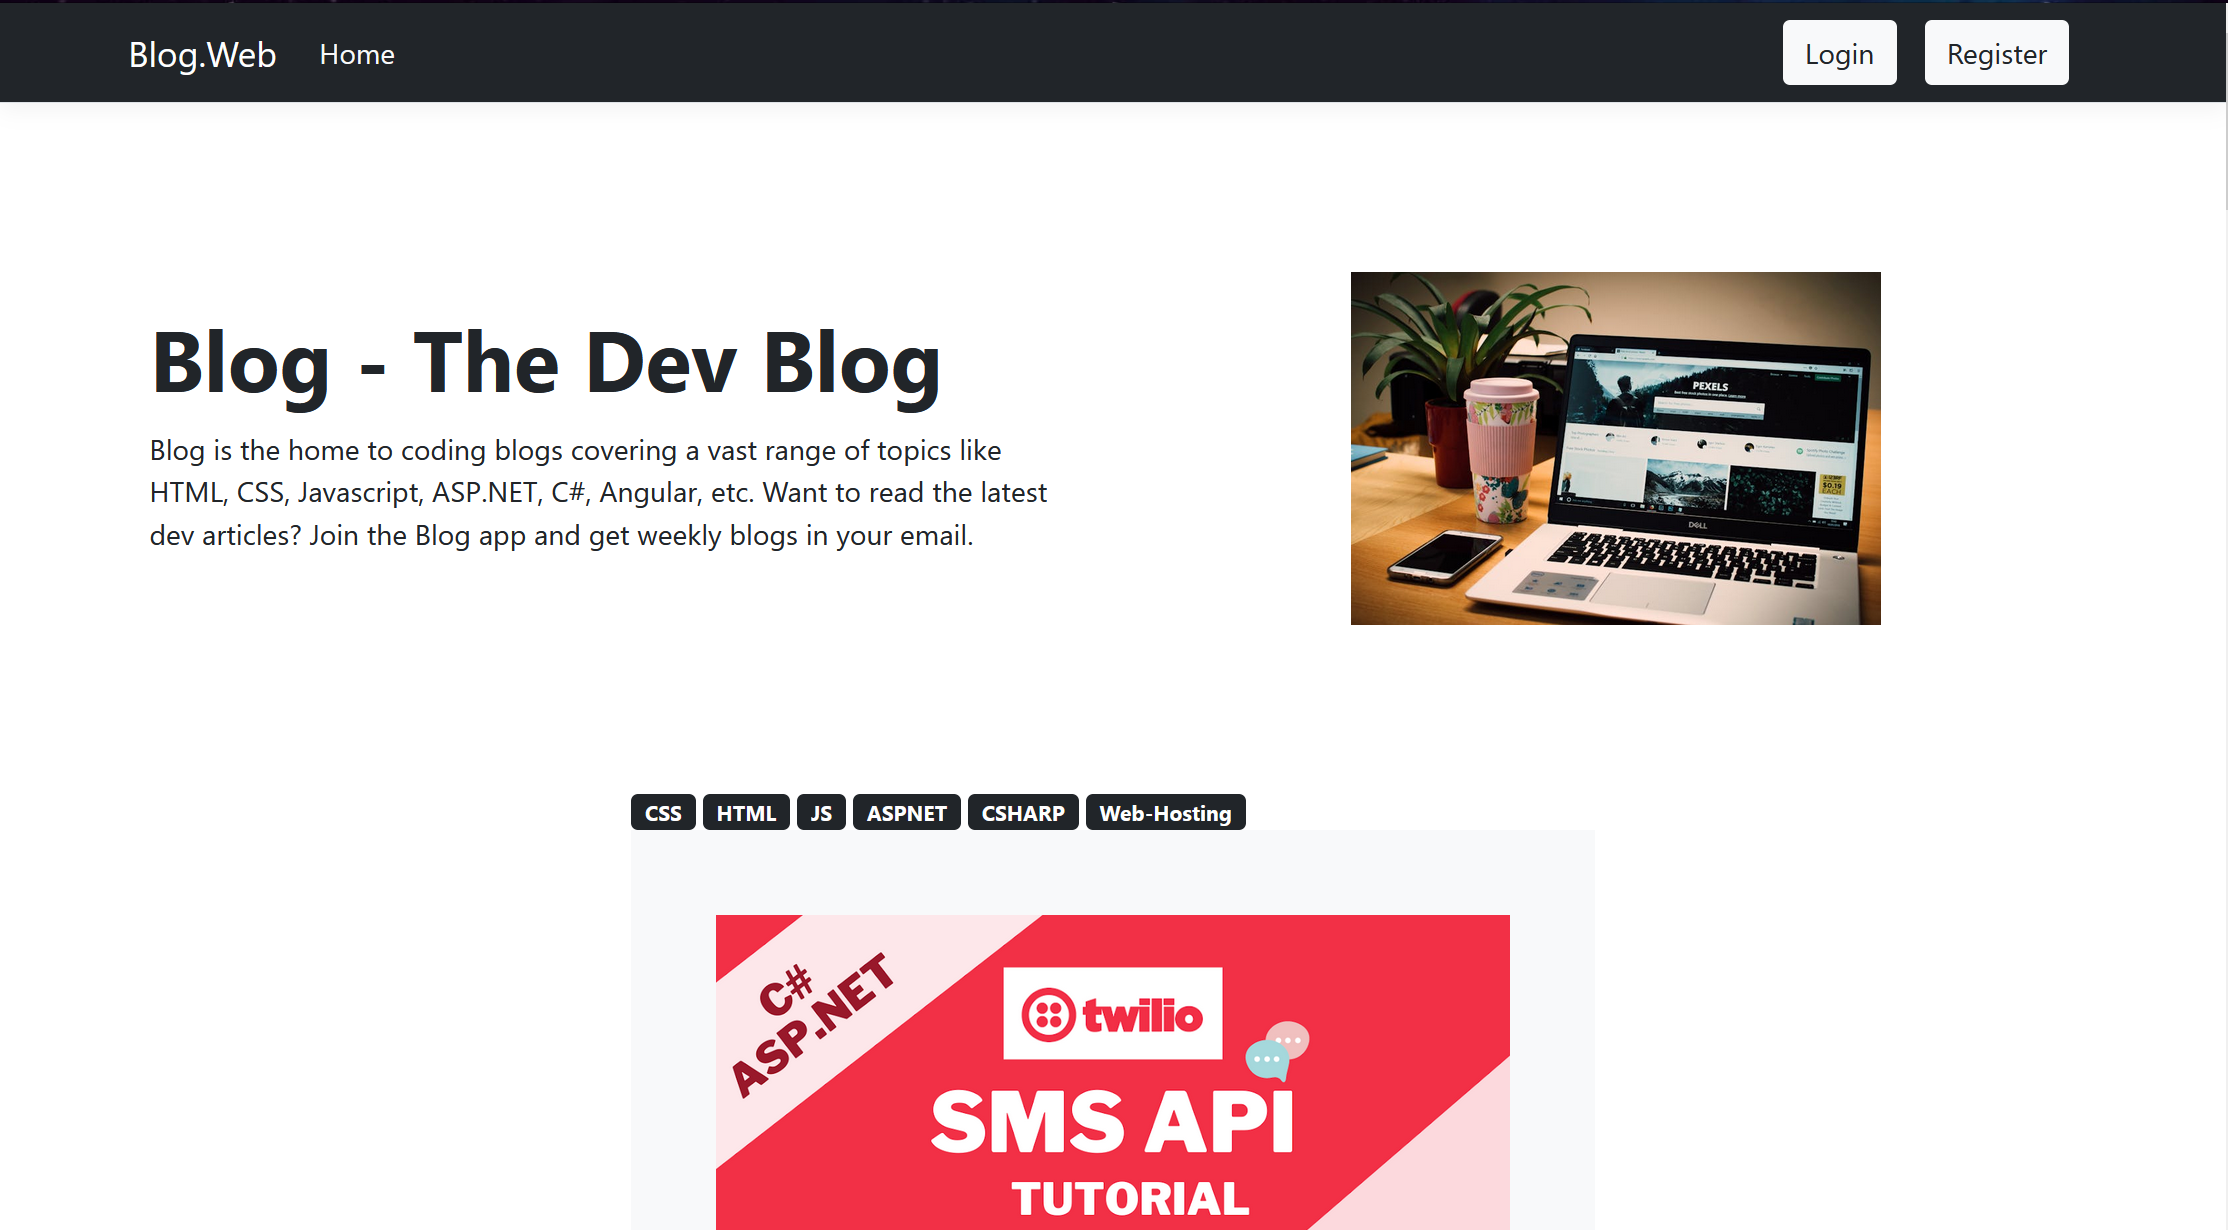 Blog.Web Home Login Register
Blog - The Dev Blog
Blog is the home to coding blogs covering a vast range of topics like
HTML, CSS, Javascript, ASP.NET, C#, Angular, etc. Want to read the latest
dev articles? Join the Blog app and get weekly blogs in your email.
PEXELS
DELL
CSS HTML JS ASPNET CSHARP Web-Hosting
C#
ASP.NET
twilio
SMS API
TUTORIAL